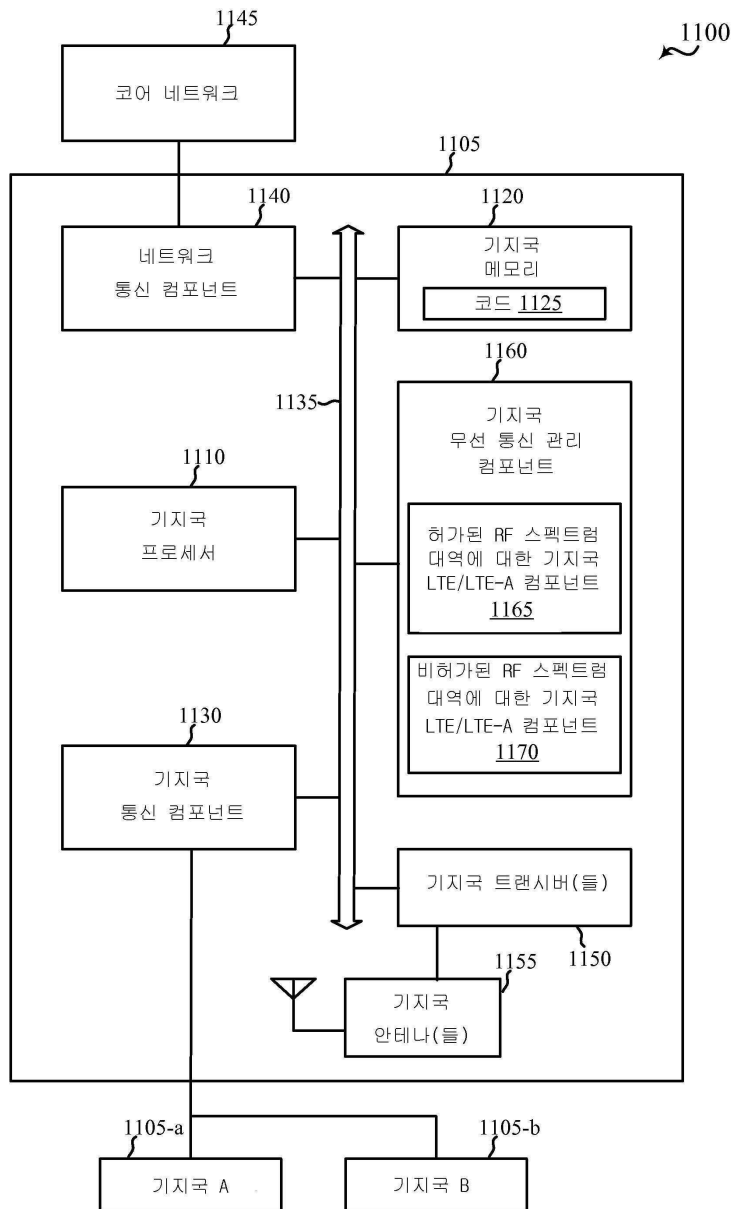 1100
1145
코어 네트워크
1105
1140
네트워크
통신 컴포넌트
1120
기지국
메모리
코드 1125
1135
1160
기지국
무선 통신 관리
컴포넌트
1110
기지국
프로세서
허가된 RF 스펙트럼
대역에 대한 기지국
LTE/LTE-A 컴포넌트
1165
비허가된 RF 스펙트럼
대역에 대한 기지국
LTE/LTE-A 컴포넌트
1170
1130
기지국
통신 컴포넌트
기지국 트랜시버(들)
1150
1155
기지국
안테나(들)
1105-a
기지국 A
1105-b
기지국 B